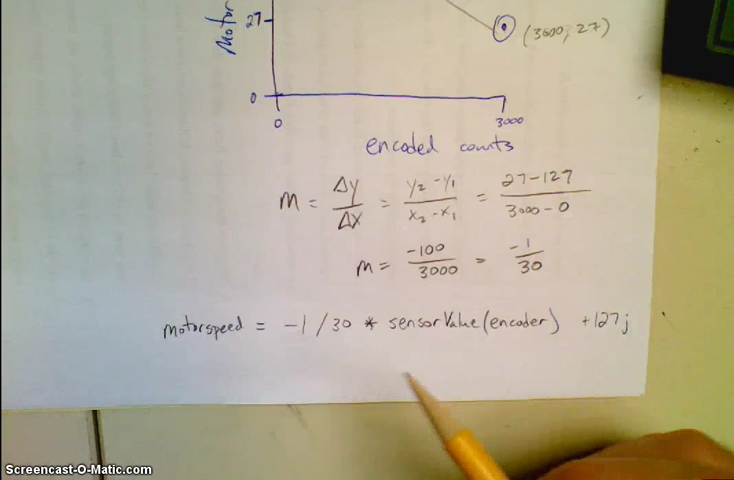 Motor
27
(3000, 27)
0
0 3000
encoded counts
m = Δy/Δx = y₂-y₁/x₂-x₁ = 27-127/3000-0
m = -100/3000 = -1/30
motorspeed = -1/30 * sensorValue(encoder) +127;
Screencast-O-Matic.com